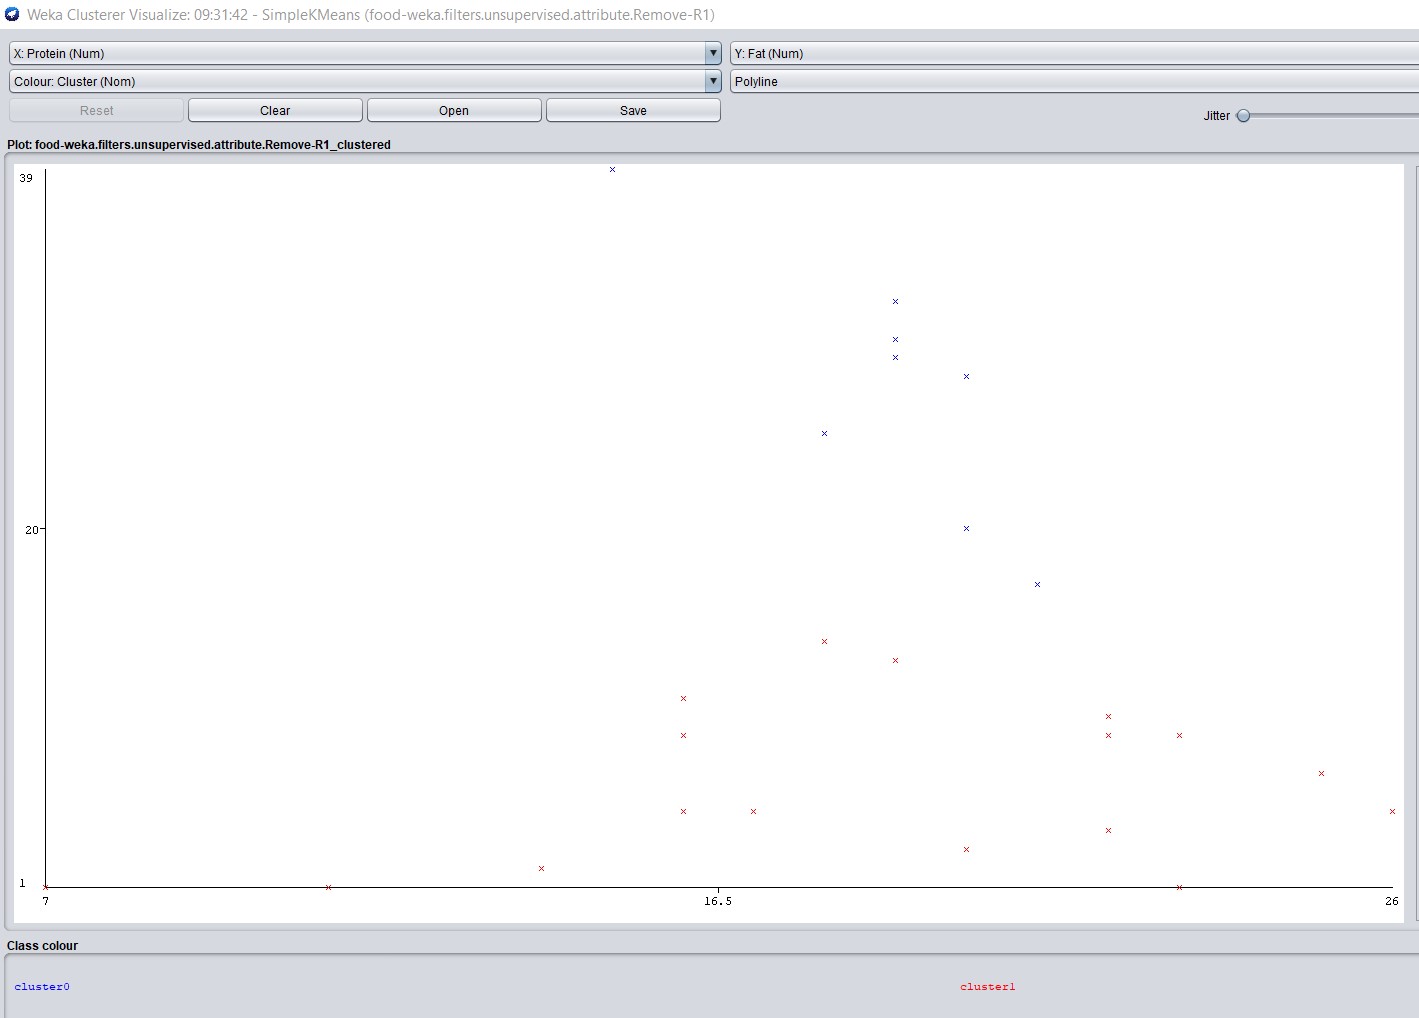 Weka Clusterer Visualize: 09:31:42 - SimpleKMeans (food-weka.filters.unsupervised.attribute.Remove-R1)
X: Protein (Num)
Y: Fat (Num)
Colour: Cluster (Nom)
Polyline
Reset
Clear
Open
Save
Jitter
Plot: food-weka.filters.unsupervised.attribute.Remove-R1_clustered
39
20
1
7
16.5
26
Class colour
cluster0
cluster1